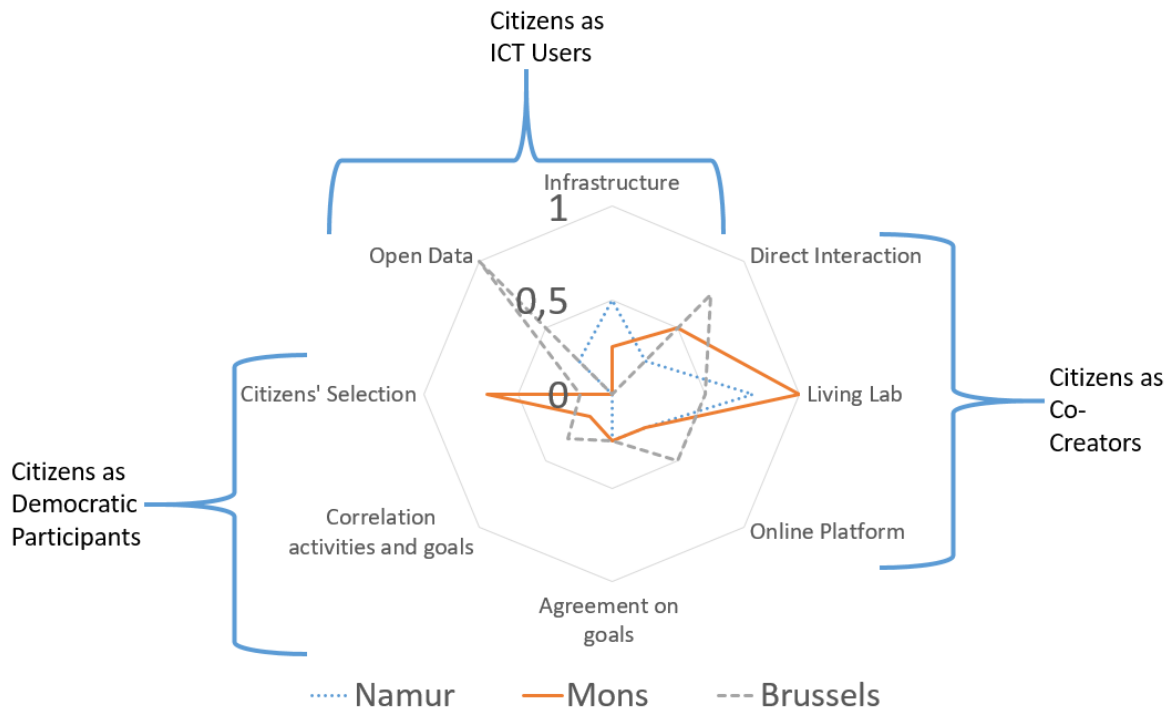 Citizens as
ICT Users
Infrastructure
1
Open Data
Direct Interaction
0,5
Citizens' Selection
0
Living Lab
Citizens as
Co-
Creators
Citizens as
Democratic
Participants
Correlation
activities and goals
Online Platform
Agreement on
goals
Namur
Mons
Brussels